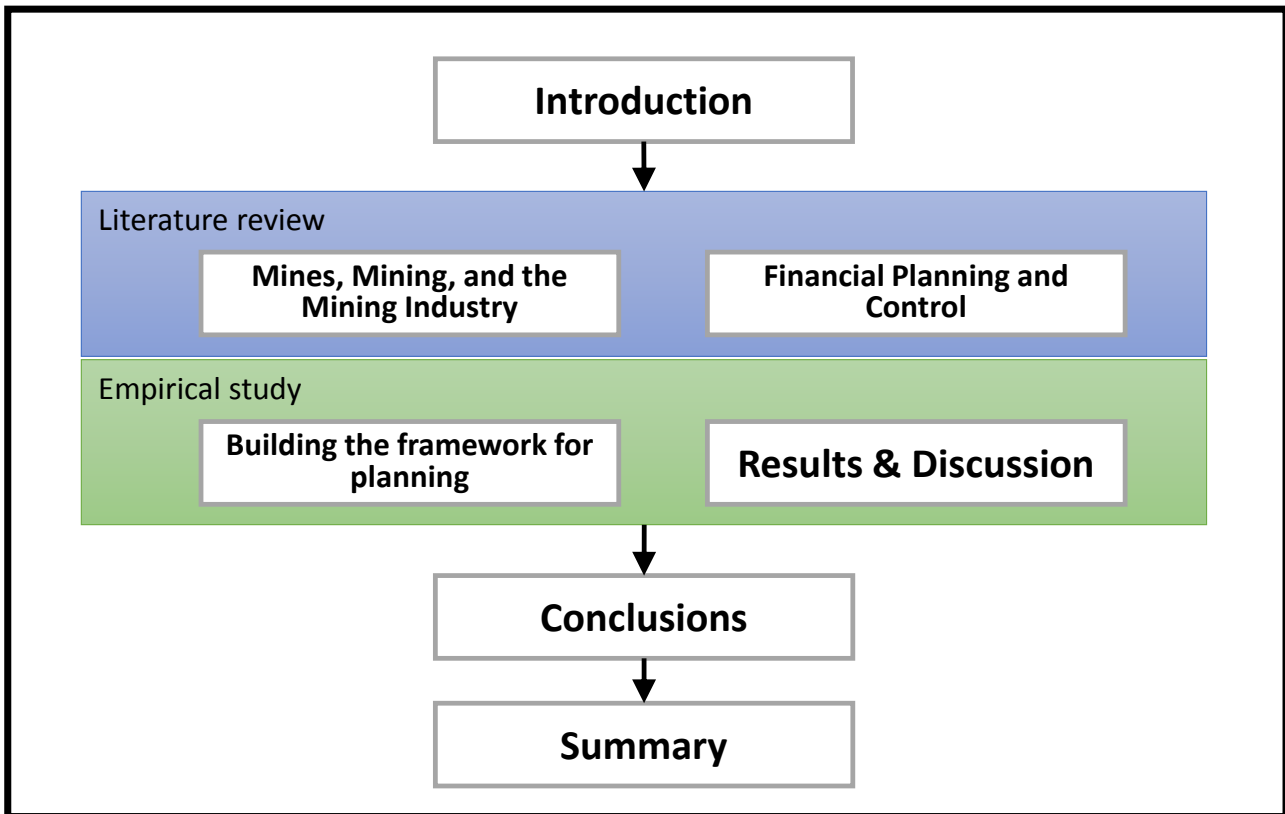 Introduction
Literature review
Mines, Mining, and the
Mining Industry
Financial Planning and
Control
Empirical study
Building the framework for
planning
Results & Discussion
Conclusions
Summary